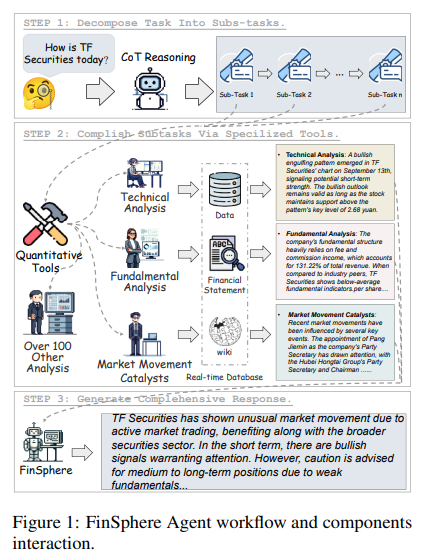 STEP 1: Decompose Task Into Subs-tasks.
How is TF
Securities today?
CoT Reasoning
Sub-Task 1
Sub-Task 2
...
Sub-Task n
STEP 2: Complish Subtasks Via Specilized Tools.
Quantitative
Tools
Over 100
Other
Analysis
Technical
Analysis
Fundalmental
Analysis
Market Movement
Catalysts
Data
Financial
Statement
wiki
Real-time Database
• Technical Analysis: A bullish
engulfing pattern emerged in TF
Securities' chart on September 13th,
signaling potential short-term
strength. The bullish outlook
remains valid as long as the stock
maintains support above the
pattern's key level of 2.66 yuan.
• Fundamental Analysis: The
company's fundamental structure
heavily relies on fee and
commission income, which accounts
for 131.22% of total revenue. When
compared to industry peers, TF
Securities shows below-average
fundamental indicators per share....
• Market Movement Catalysts:
Recent market movements have
been influenced by several key
events. The appointment of Pang
Jiemin as the company's Party
Secretary has drawn attention, with
the Hubei Hongtai Group's Party
Secretary and Chairman ......
STEP 3: Generate Complehensive Response.
FinSphere
TF Securities has shown unusual market movement due to
active market trading, benefiting along with the broader
securities sector. In the short term, there are bullish
signals warranting attention. However, caution is advised
for medium to long-term positions due to weak
fundamentals...
Figure 1: FinSphere Agent workflow and components
interaction.